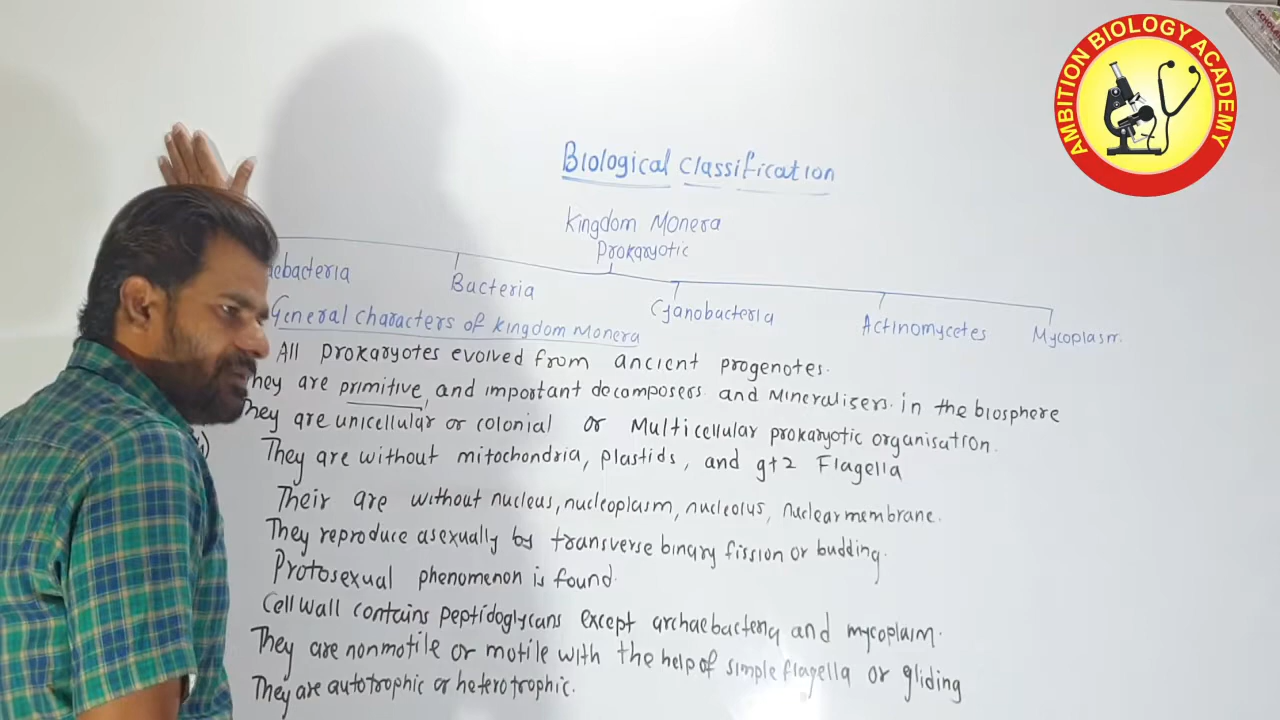 AMBITION BIOLOGY ACADEMY
Biological Classification
Kingdom Monera
Prokaryotic
aebacteria
Bacteria
Cyanobacteria
Actinomycetes
Mycoplasm.
General characters of kingdom Monera
All prokaryotes evolved from ancient progenotes.
hey are primitive, and important decomposers and Mineralisers. in the biosphere
hey are unicellular or colonial or Multicellular prokaryotic organisation.
They are without mitochondria, plastids, and 9+2 Flagella
Their are without nucleus, nucleoplasm, nucleolus, nuclear membrane.
They reproduce asexually by transverse binary fission or budding.
Protosexual phenomenon is found.
Cell wall contains peptidoglycans except archaebacteria and mycoplasm.
They are nonmotile or motile with the help of simple flagella or gliding
They are autotrophic or heterotrophic.